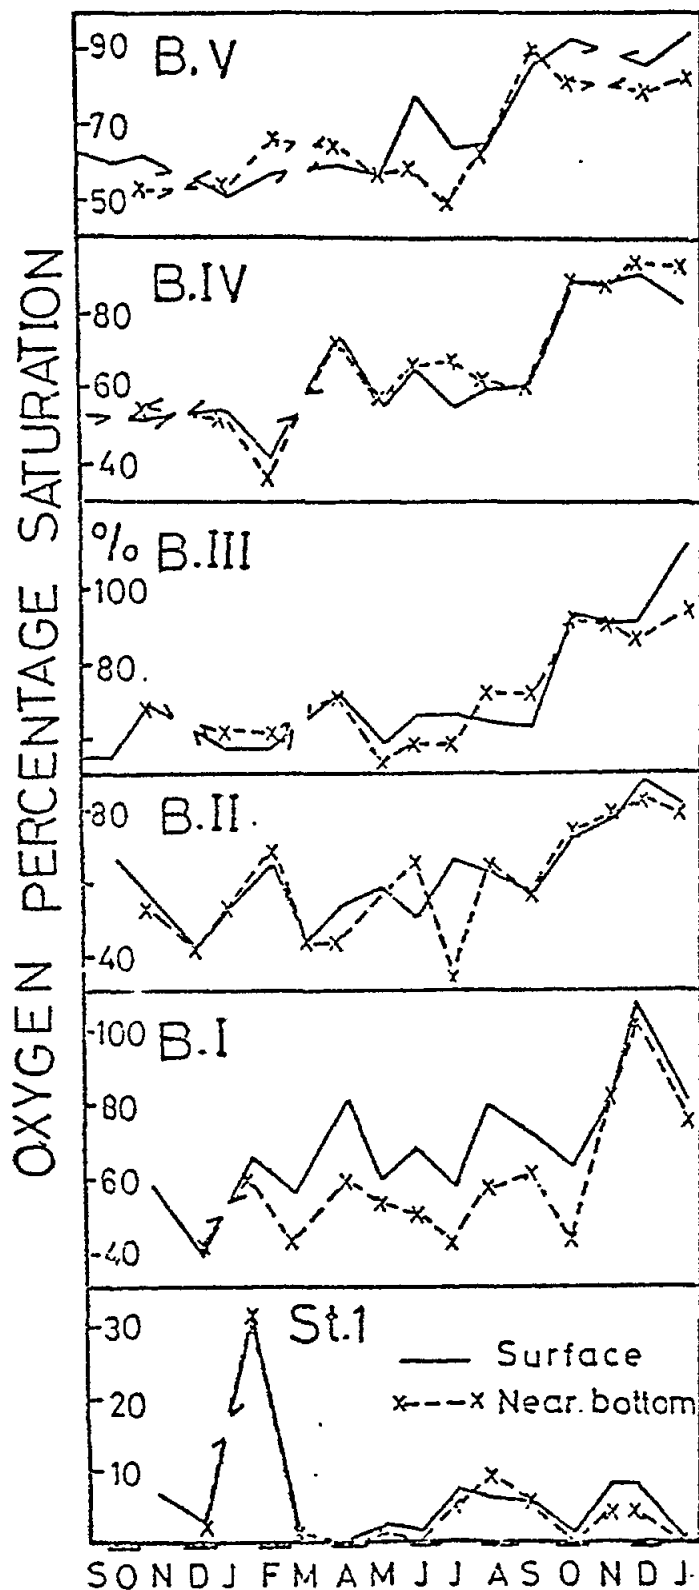 OXYGEN PERCENTAGE SATURATION
%
B.V
90
70
50
B.IV
80
60
40
B.III
100
80
B.II
80
40
B.I
100
80
60
40
St.1
30
20
10
Surface
Near bottom
S O N D J F M A M J J A S O N D J